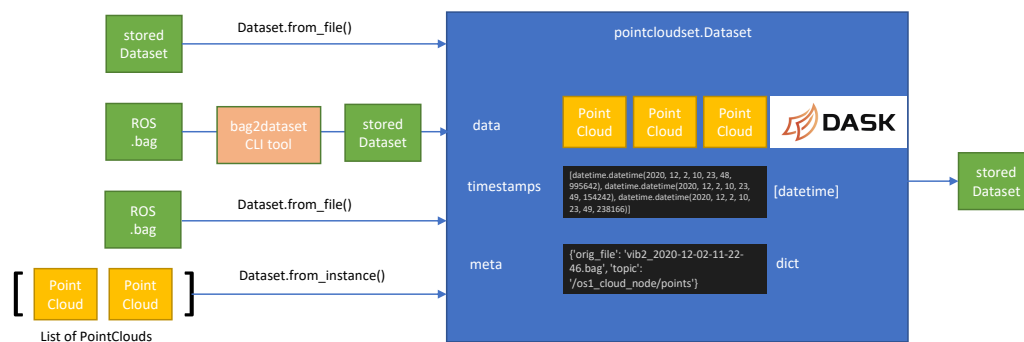 stored
Dataset
Dataset.from_file()
pointcloudset.Dataset
ROS
.bag
bag2dataset
CLI tool
stored
Dataset
data
Point
Cloud
Point
Cloud
Point
Cloud
DASK
timestamps
[datetime.datetime(2020, 12, 2, 10, 23, 48,
995642), datetime.datetime(2020, 12, 2, 10, 23,
49, 154242), datetime.datetime(2020, 12, 2, 10,
23, 49, 238166)]
[datetime]
stored
Dataset
ROS
.bag
Dataset.from_file()
meta
{'orig_file': 'vib2_2020-12-02-11-22-
46.bag', 'topic':
'/os1_cloud_node/points'}
dict
[
Point
Cloud
Point
Cloud
]
Dataset.from_instance()
List of PointClouds